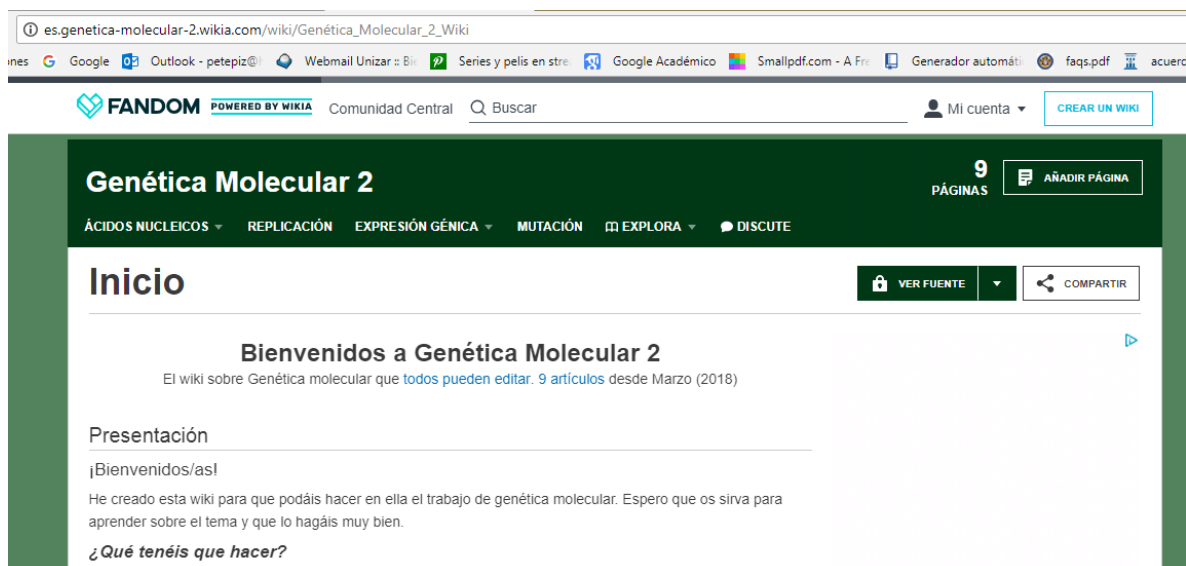 es.genetica-molecular-2.wikia.com/wiki/Genética_Molecular_2_Wiki
nes Google Outlook - petepiz@ Webmail Unizar :: Bi Series y pelis en stre Google Académico Smallpdf.com - A Fre Generador automáti faqs.pdf acuerd
FANDOM POWERED BY WIKIA Comunidad Central Buscar Mi cuenta CREAR UN WIKI
Genética Molecular 2 9 PÁGINAS AÑADIR PÁGINA
ÁCIDOS NUCLEICOS REPLICACIÓN EXPRESIÓN GÉNICA MUTACIÓN EXPLORA DISCUTE
Inicio VER FUENTE COMPARTIR
Bienvenidos a Genética Molecular 2
El wiki sobre Genética molecular que todos pueden editar. 9 artículos desde Marzo (2018)
Presentación
¡Bienvenidos/as!
He creado esta wiki para que podáis hacer en ella el trabajo de genética molecular. Espero que os sirva para
aprender sobre el tema y que lo hagáis muy bien.
¿Qué tenéis que hacer?